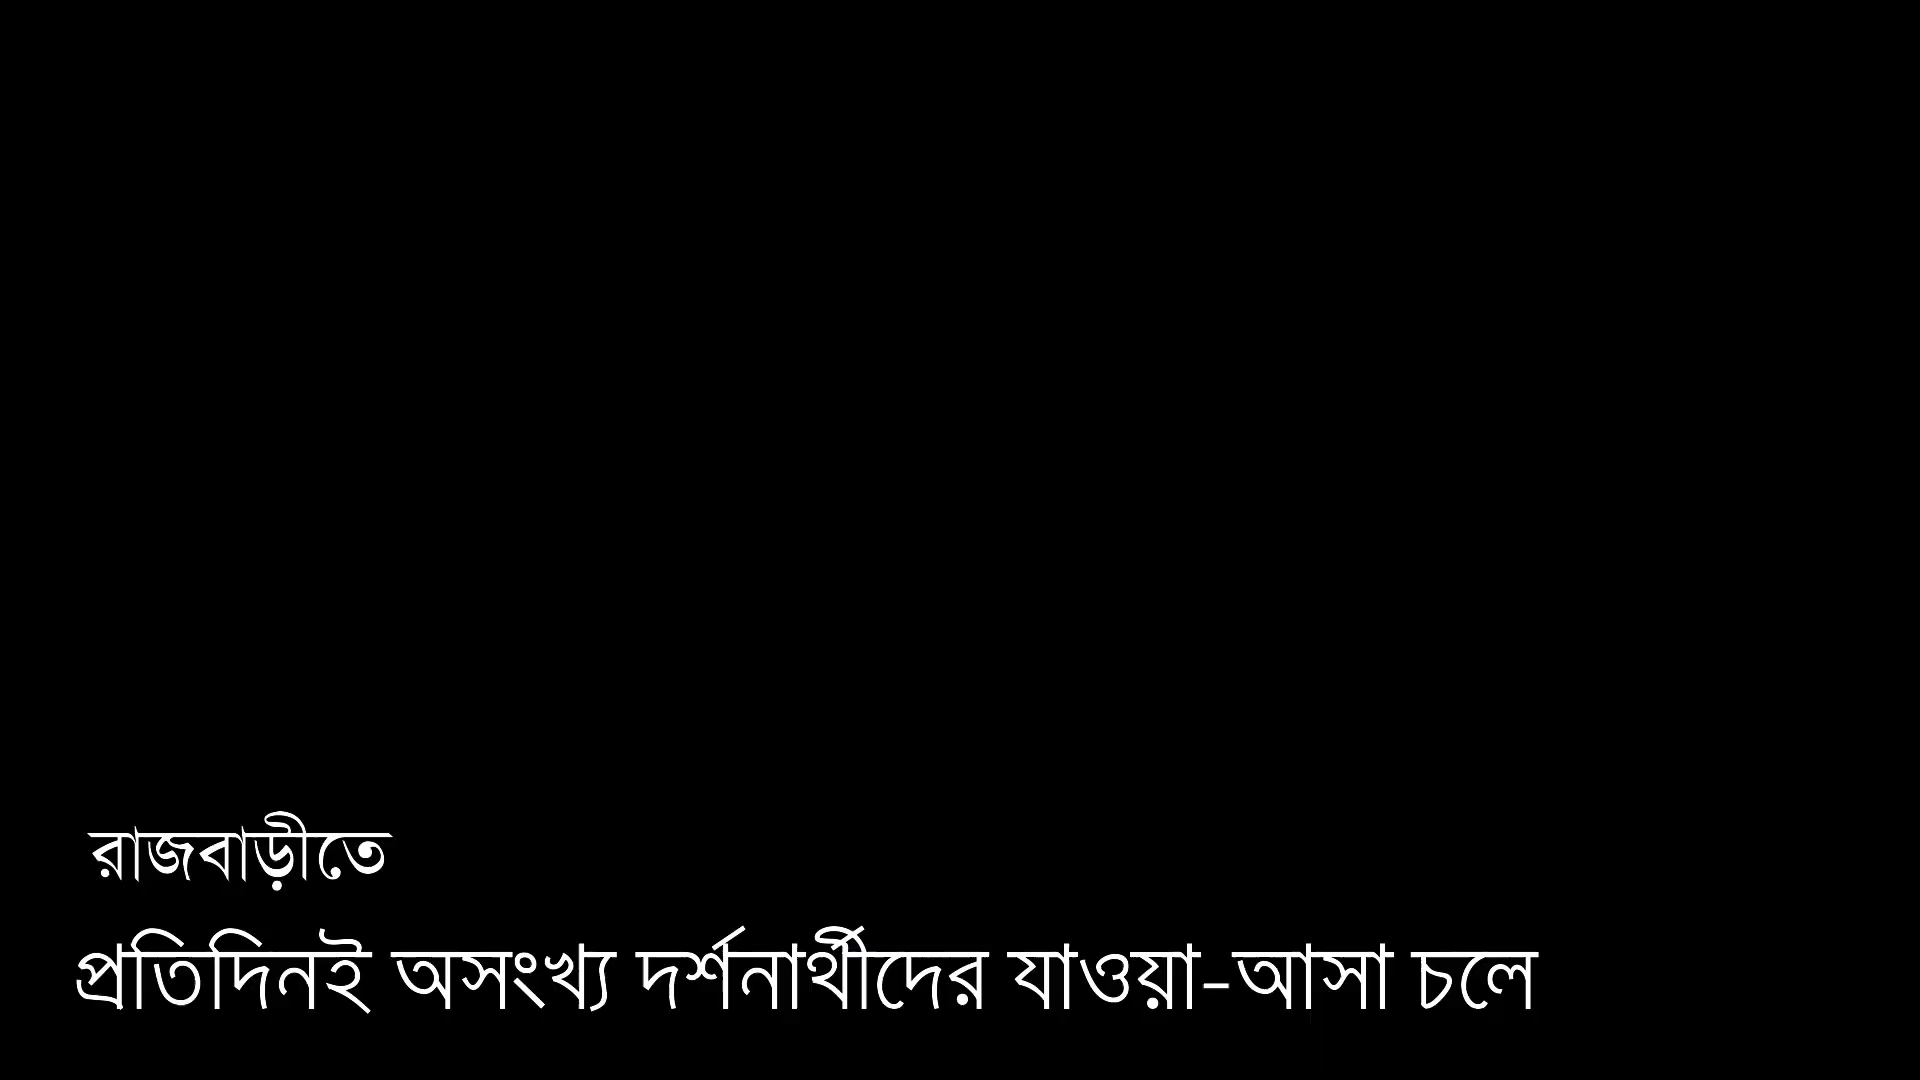 রাজবাড়ীতে
প্রতিদিনই অসংখ্য দর্শনার্থীদের যাওয়া-আসা চলে